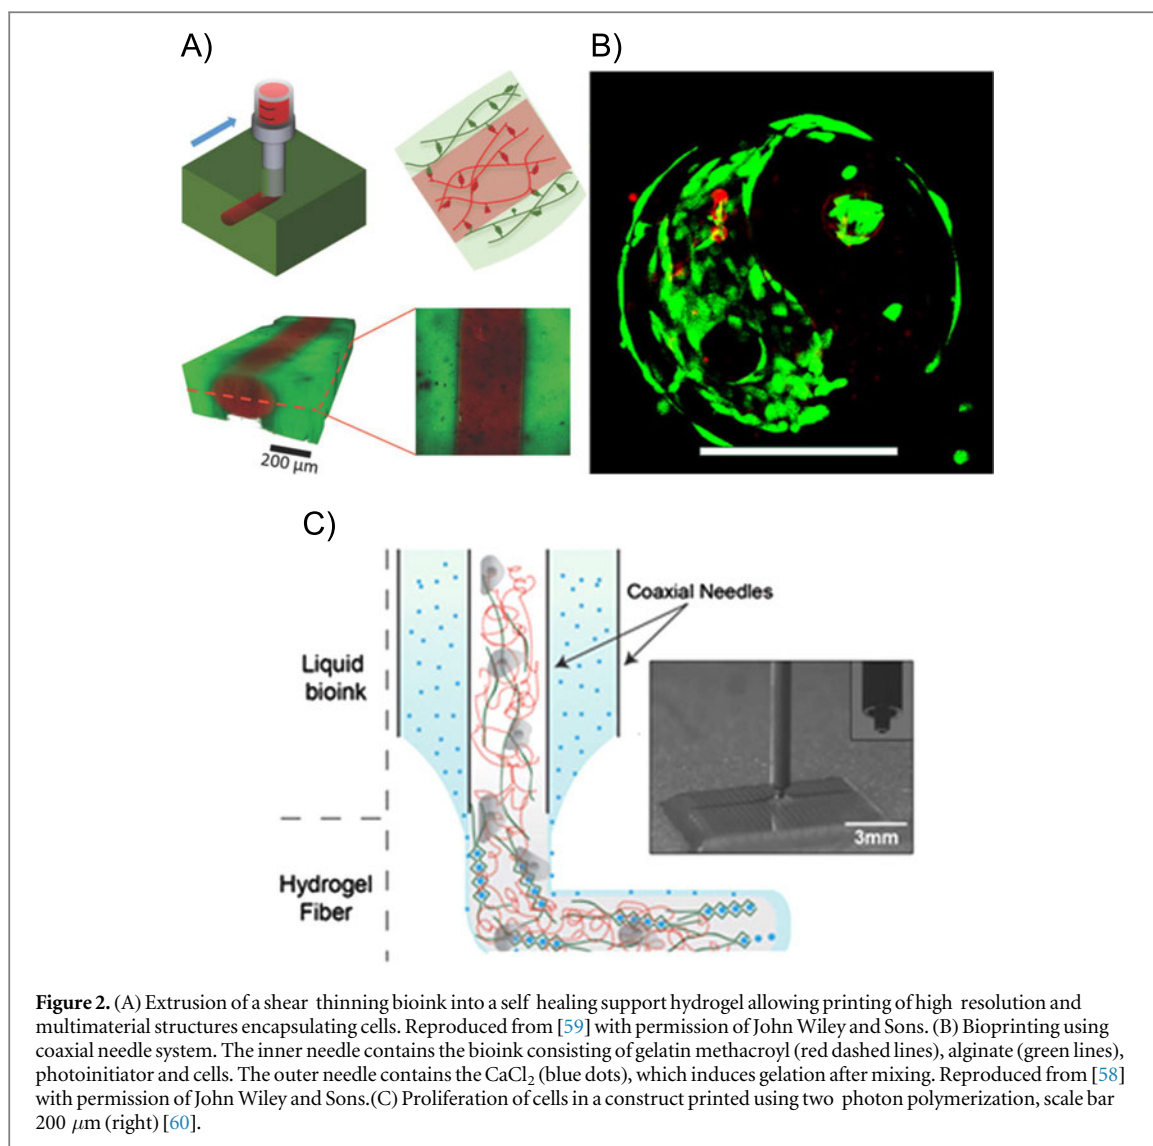 A)
B)
200 μm
C)
Coaxial Needles
Liquid
bioink
3mm
Hydrogel
Fiber
Figure 2. (A) Extrusion of a shear thinning bioink into a self healing support hydrogel allowing printing of high resolution and
multimaterial structures encapsulating cells. Reproduced from [59] with permission of John Wiley and Sons. (B) Bioprinting using
coaxial needle system. The inner needle contains the bioink consisting of gelatin methacroyl (red dashed lines), alginate (green lines),
photoinitiator and cells. The outer needle contains the CaCl₂ (blue dots), which induces gelation after mixing. Reproduced from [58]
with permission of John Wiley and Sons.(C) Proliferation of cells in a construct printed using two photon polymerization, scale bar
200 μm (right) [60].